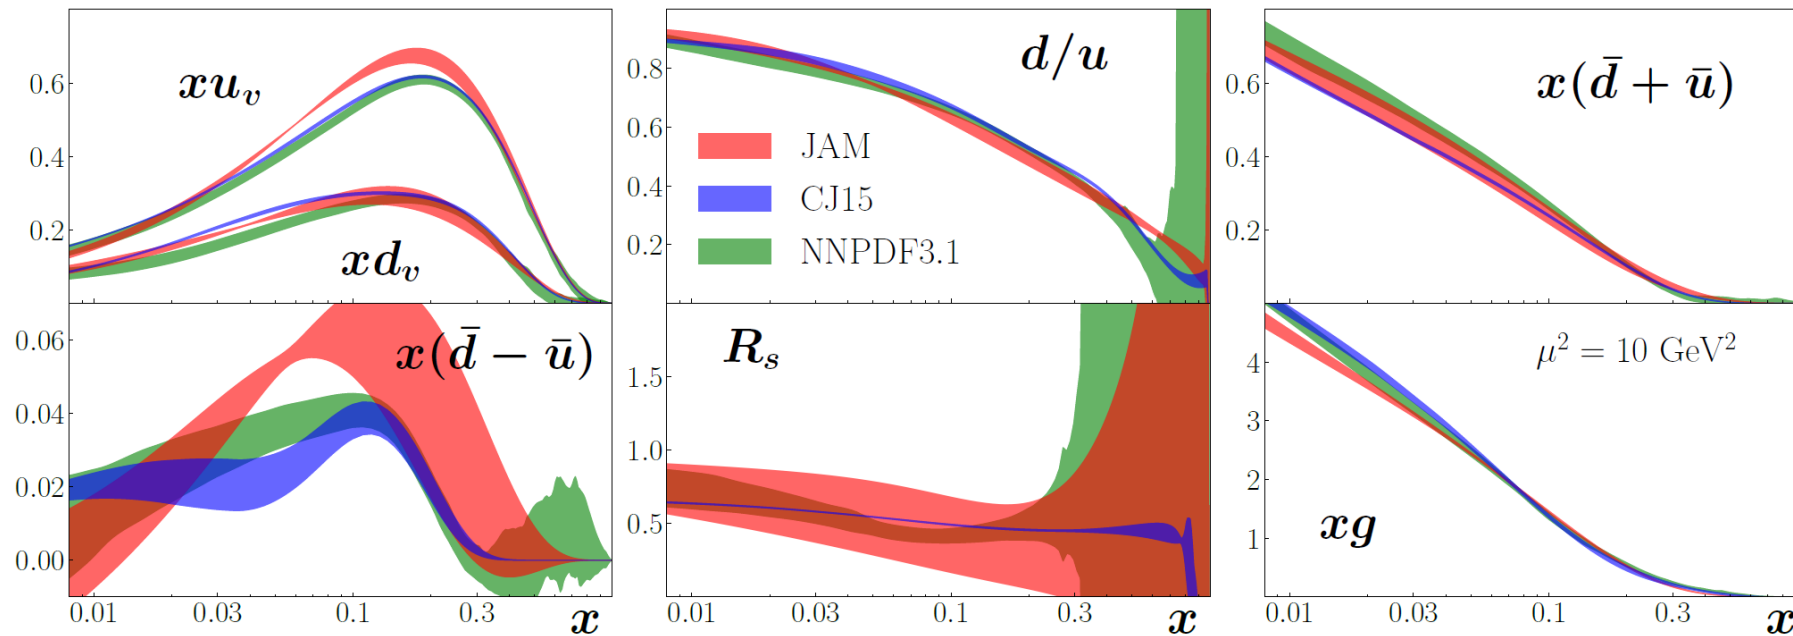 0.6
0.4
0.2
xu_v
xd_v
0.8
0.6
0.4
0.2
d/u
JAM
CJ15
NNPDF3.1
0.6
0.4
0.2
x(d̄ + ū)
0.06
0.04
0.02
0.00
x(d̄ − ū)
0.01 0.03 0.1 0.3 x
1.5
1.0
0.5
R_s
0.01 0.1 0.3 x
4
3
2
1
μ² = 10 GeV²
xg
0.01 0.03 0.1 0.3 x